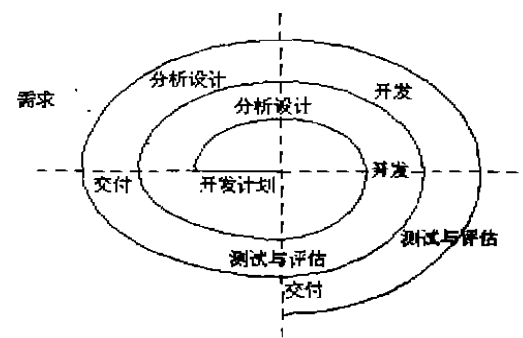 分析设计
开发
需求
分析设计
交付
开发计划
开发
测试与评估
测试与评估
交付